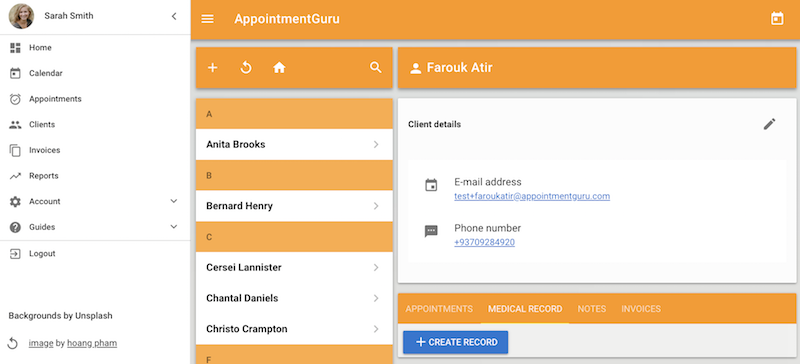 Sarah Smith
Home
Calendar
Appointments
Clients
Invoices
Reports
Account
Guides
Logout
Backgrounds by Unsplash
image by hoang pham
AppointmentGuru
A
Anita Brooks
B
Bernard Henry
C
Cersei Lannister
Chantal Daniels
Christo Crampton
F
Farouk Atir
Client details
E-mail address
test+faroukatir@appointmentguru.com
Phone number
+93709284920
APPOINTMENTS MEDICAL RECORD NOTES INVOICES
CREATE RECORD